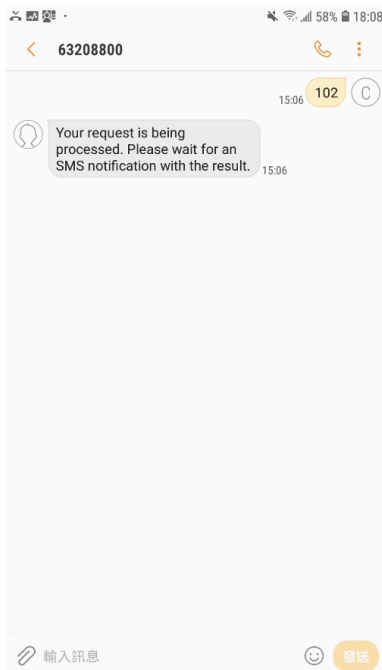 58% 18:08
63208800
15:06 102 C
Your request is being
processed. Please wait for an
SMS notification with the result. 15:06
輸入訊息 發送